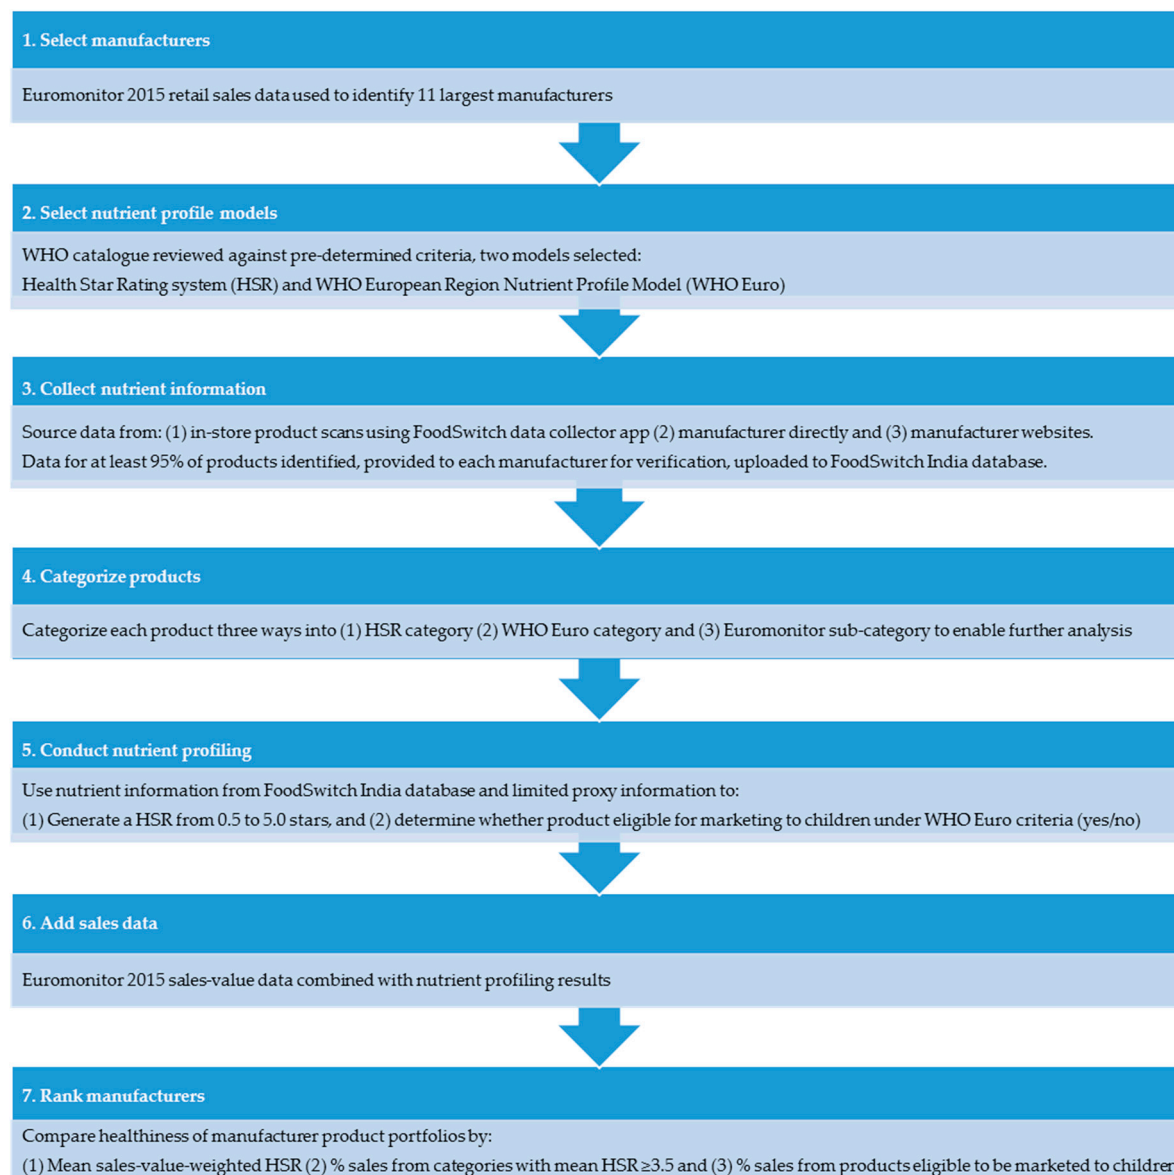 1. Select manufacturers
Euromonitor 2015 retail sales data used to identify 11 largest manufacturers
2. Select nutrient profile models
WHO catalogue reviewed against pre-determined criteria, two models selected:
Health Star Rating system (HSR) and WHO European Region Nutrient Profile Model (WHO Euro)
3. Collect nutrient information
Source data from: (1) in-store product scans using FoodSwitch data collector app (2) manufacturer directly and (3) manufacturer websites.
Data for at least 95% of products identified, provided to each manufacturer for verification, uploaded to FoodSwitch India database.
4. Categorize products
Categorize each product three ways into (1) HSR category (2) WHO Euro category and (3) Euromonitor sub-category to enable further analysis
5. Conduct nutrient profiling
Use nutrient information from FoodSwitch India database and limited proxy information to:
(1) Generate a HSR from 0.5 to 5.0 stars, and (2) determine whether product eligible for marketing to children under WHO Euro criteria (yes/no)
6. Add sales data
Euromonitor 2015 sales-value data combined with nutrient profiling results
7. Rank manufacturers
Compare healthiness of manufacturer product portfolios by:
(1) Mean sales-value-weighted HSR (2) % sales from categories with mean HSR ≥3.5 and (3) % sales from products eligible to be marketed to children